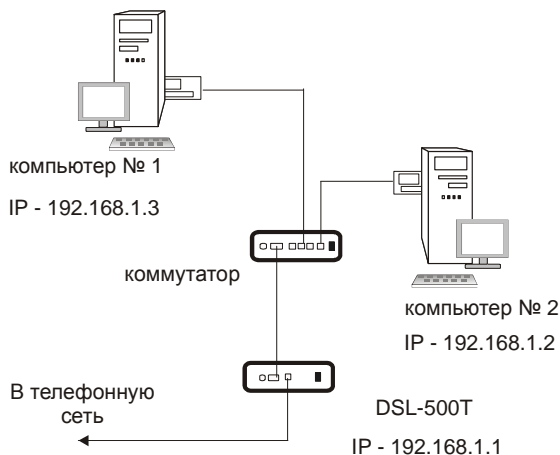 компьютер № 1
IP - 192.168.1.3
коммутатор
компьютер № 2
IP - 192.168.1.2
В телефонную
сеть
DSL-500T
IP - 192.168.1.1